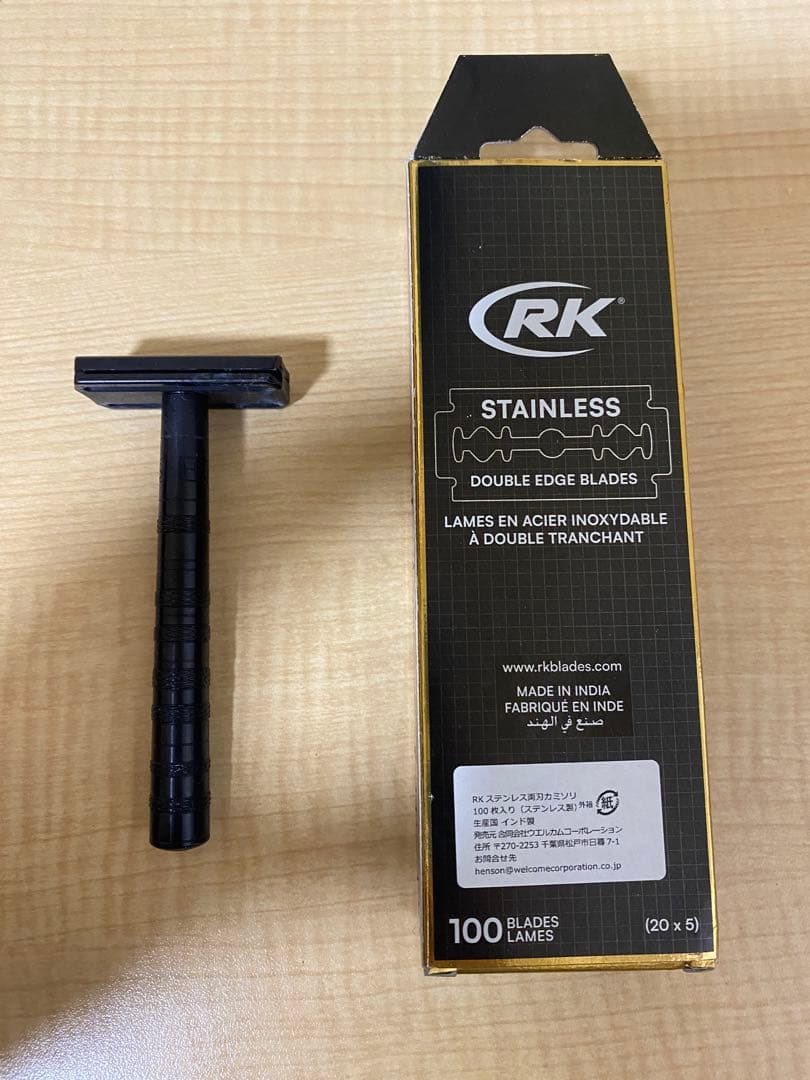 RK®
STAINLESS
DOUBLE EDGE BLADES
LAMES EN ACIER INOXYDABLE
À DOUBLE TRANCHANT
www.rkblades.com
MADE IN INDIA
FABRIQUÉ EN INDE
صنع في الهند
RK ステンレス両刃カミソリ
100 枚入り（ステンレス製）外箱 紙
生産国 インド製
発売元 合同会社ウエルカムコーポレーション
住所 〒270-2253 千葉県松戸市日暮 7-1
お問合せ先
henson@welcomecorporation.co.jp
100 BLADES
LAMES
(20 x 5)